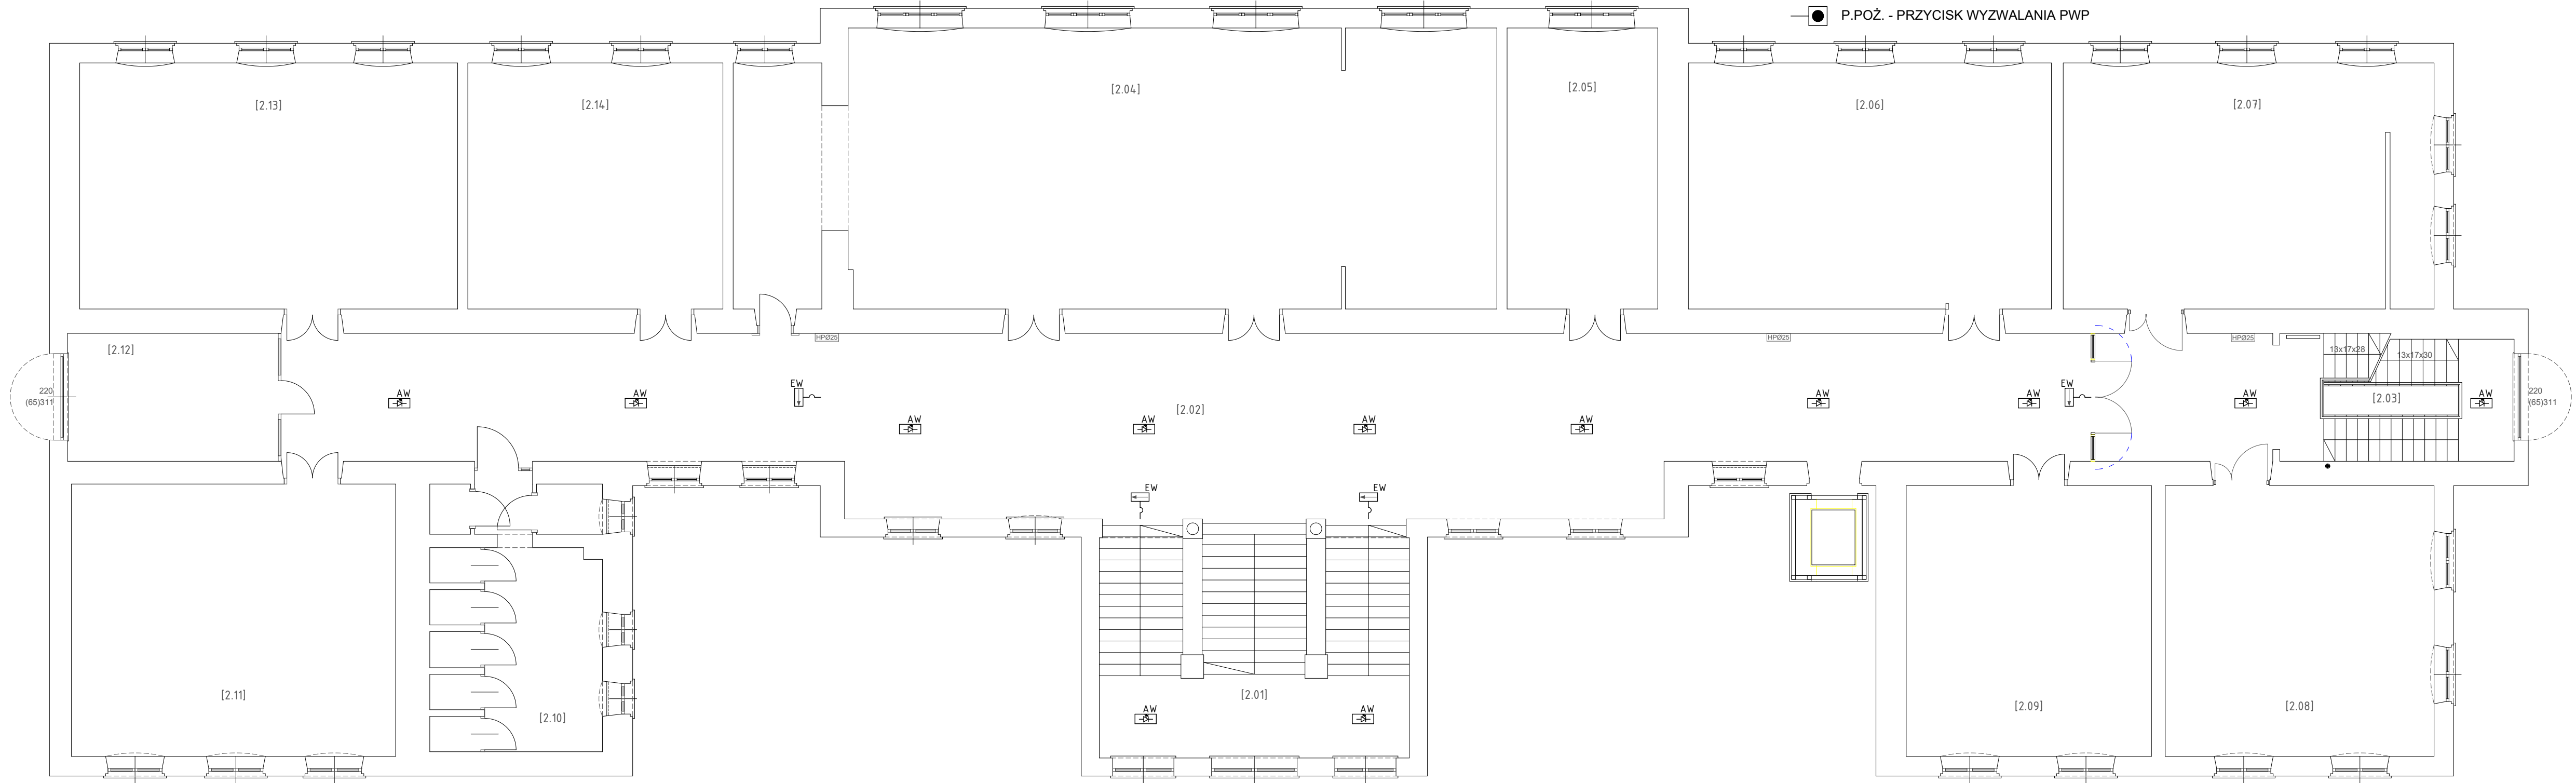 P.POŻ. - PRZYCISK WYZWALANIA PWP
[2.13]
[2.14]
[2.04]
[2.05]
[2.06]
[2.07]
[2.12]
HPØ25
HPØ25
HPØ25
13x17x28
13x17x30
220
(65)311
AW
AW
EW
AW
AW
[2.02]
AW
AW
AW
AW
EW
AW
[2.03]
AW
220
(65)311
EW
EW
[2.11]
[2.10]
[2.01]
AW
AW
[2.09]
[2.08]